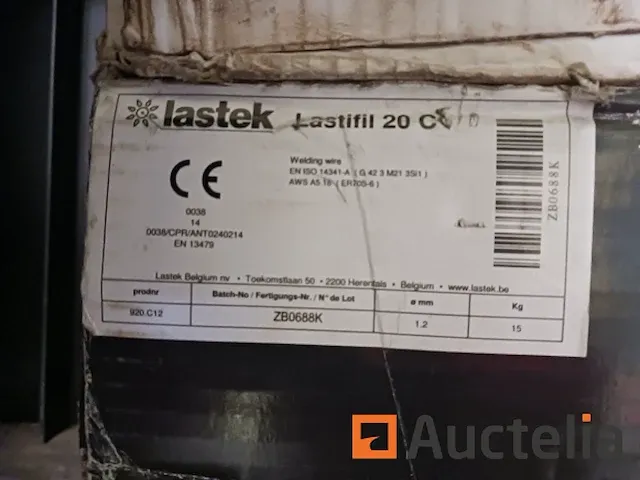 lastek Lastifil 20 C
Welding wire
EN ISO 14341-A ( G 42 3 M21 3Si1 )
AWS A5.18 ( ER70S-6 )
CE
0038
14
0038/CPR/ANT0240214
EN 13479
ZB0688K
Lastek Belgium nv • Toekomstlaan 50 • 2200 Herentals • Belgium • www.lastek.be
prodnr Batch-No / Fertigungs-Nr. / N° de Lot ø mm Kg
920.C12 ZB0688K 1.2 15
Auctelia